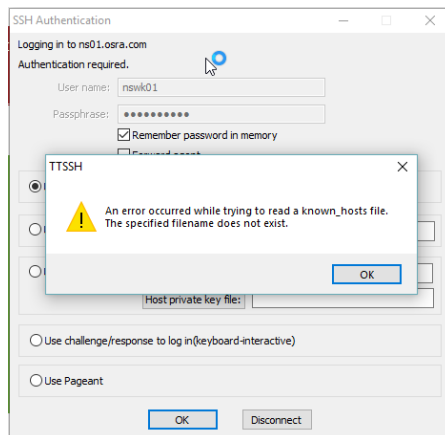 SSH Authentication
Logging in to ns01.osra.com
Authentication required.
User name: nswk01
Passphrase: ●●●●●●●●●●
Remember password in memory
TTSSH
An error occurred while trying to read a known_hosts file.
The specified filename does not exist.
OK
Host private key file:
Use challenge/response to log in(keyboard-interactive)
Use Pageant
OK Disconnect